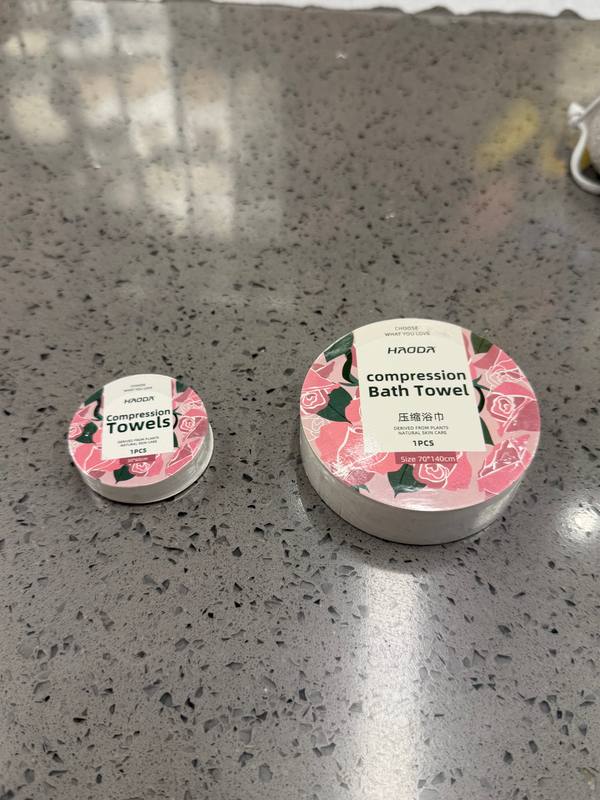 CHOOSE
WHAT YOU LOVE
HAODA
Compression
Towels
DERIVED FROM PLANTS
NATURAL SKIN CARE
1PCS
CHOOSE
WHAT YOU LOVE
HAODA
compression
Bath Towel
压缩浴巾
DERIVED FROM PLANTS
NATURAL SKIN CARE
1PCS
Size 70*140cm